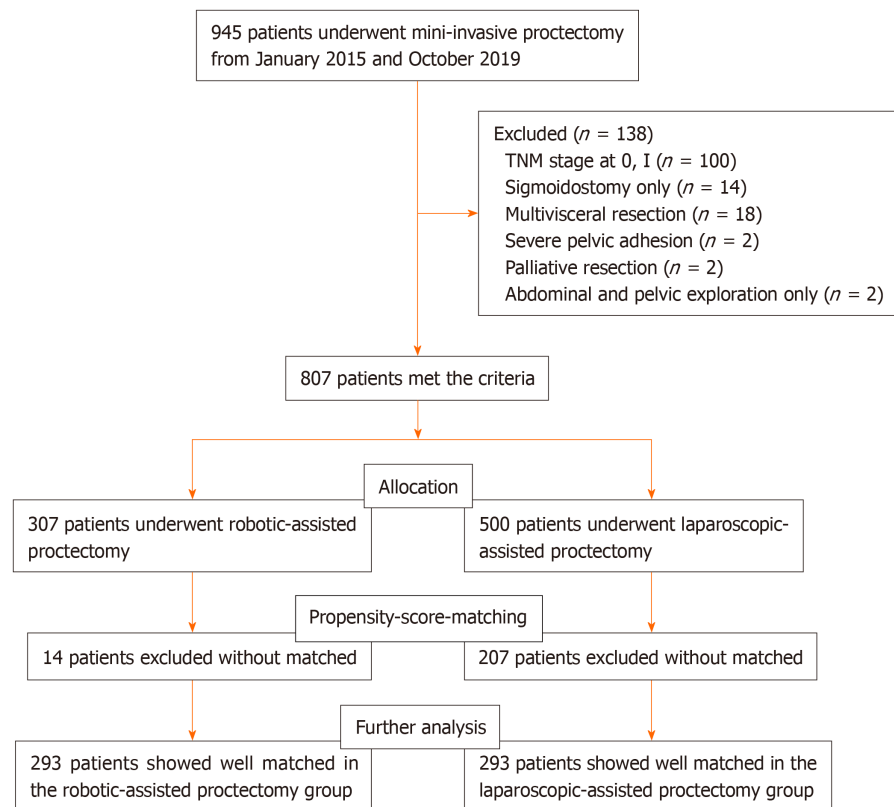 945 patients underwent mini-invasive proctectomy
from January 2015 and October 2019
Excluded (n = 138)
TNM stage at 0, I (n = 100)
Sigmoidostomy only (n = 14)
Multivisceral resection (n = 18)
Severe pelvic adhesion (n = 2)
Palliative resection (n = 2)
Abdominal and pelvic exploration only (n = 2)
807 patients met the criteria
Allocation
307 patients underwent robotic-assisted
proctectomy
500 patients underwent laparoscopic-
assisted proctectomy
Propensity-score-matching
14 patients excluded without matched
207 patients excluded without matched
Further analysis
293 patients showed well matched in
the robotic-assisted proctectomy group
293 patients showed well matched in the
laparoscopic-assisted proctectomy group